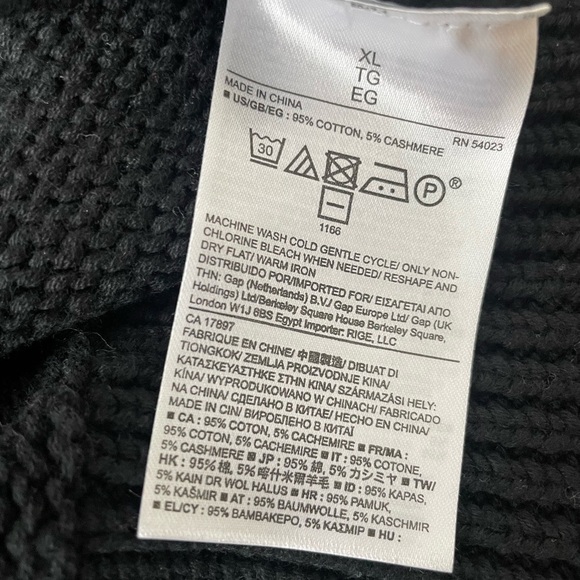 XL
TG
EG
MADE IN CHINA
■ US/GB/EG : 95% COTTON, 5% CASHMERE
RN 54023
30
P®
1166
MACHINE WASH COLD GENTLE CYCLE/ ONLY NON-
CHLORINE BLEACH WHEN NEEDED/ RESHAPE AND
DRY FLAT/ WARM IRON
DISTRIBUTED FOR/IMPORTED FOR/ ΕΙΣΑΓΕΤΑΙ ΑΠΟ
ΤΗΝ: Gap (Netherlands) B.V./ Gap Europe Ltd/ Gap (UK
Holdings) Ltd/Berkeley Square House Berkeley Square,
London W1J 6BS Egypt Importer: RIGE, LLC
CA 17897
FABRIQUE EN CHINE/ 中國製造/ DIBUAT DI
TIONGKOK/ ZEMLJA PROIZVODNJE KINA/
ΚΑΤΑΣΚΕΥΑΣΤΗΚΕ ΣΤΗΝ ΚΙΝΑ/ SZÁRMAZÁSI HELY:
KÍNA/ WYPRODUKOWANO W CHINACH/ FABRICADO
NA CHINA/ СДЕЛАНО В КИТАЕ/ HECHO EN CHINA/
MADE IN CIN/ ВИРОБЛЕНО В КИТАЇ
■ CA : 95% COTON, 5% CACHEMIRE ■ FR/MA :
95% COTON, 5% CACHEMIRE ■ IT : 95% COTONE,
5% CASHMERE ■ JP : 95% 綿, 5% カシミヤ ■ TW/
HK : 95% 棉, 5% 喀什米爾羊毛 ■ ID : 95% KAPAS,
5% KAIN DR WOL HALUS ■ HR : 95% PAMUK,
5% KAŠMIR ■ AT : 95% BAUMWOLLE, 5% KASCHMIR
■ EL/CY : 95% ΒΑΜΒΑΚΕΡΟ, 5% ΚΑΣΜΙΡ ■ HU :